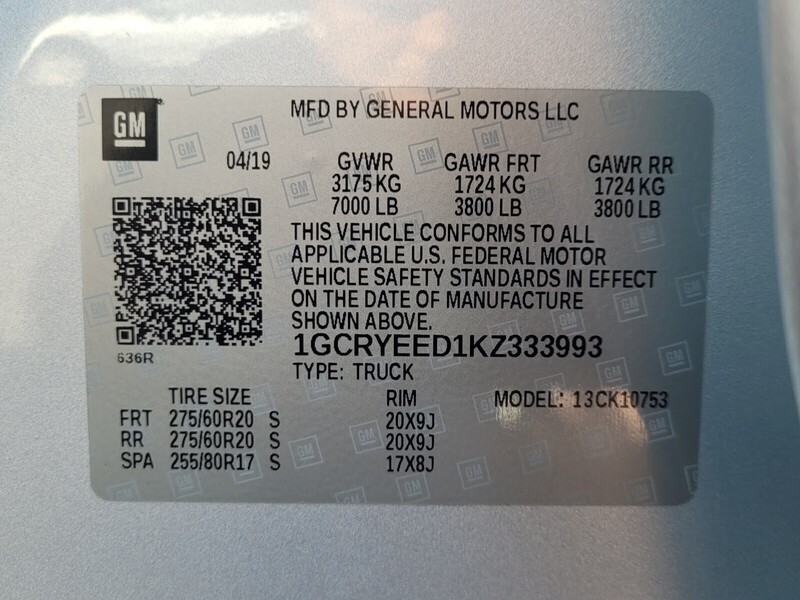 GM
MFD BY GENERAL MOTORS LLC
04/19 GVWR GAWR FRT GAWR RR
3175 KG 1724 KG 1724 KG
7000 LB 3800 LB 3800 LB
THIS VEHICLE CONFORMS TO ALL
APPLICABLE U.S. FEDERAL MOTOR
VEHICLE SAFETY STANDARDS IN EFFECT
ON THE DATE OF MANUFACTURE
SHOWN ABOVE.
P
636R
1GCRYEED1KZ333993
TYPE: TRUCK
TIRE SIZE RIM MODEL: 13CK10753
FRT 275/60R20 S 20X9J
RR 275/60R20 S 20X9J
SPA 255/80R17 S 17X8J